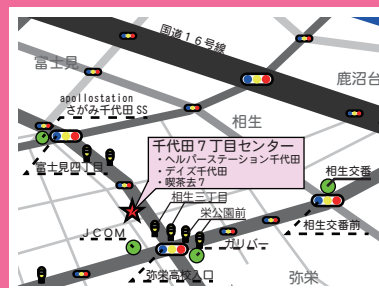 国道１６号線
富士見
鹿沼台
apollostation
さがみ千代田 SS
相生
千代田７丁目センター
・ヘルパーステーション千代田
・デイズ千代田
・喫茶去７
富士見四丁目
相生交番
相生三丁目
栄公園前
相生交番前
ＪＣＯＭ
ガリバー
弥栄高校入口
弥栄